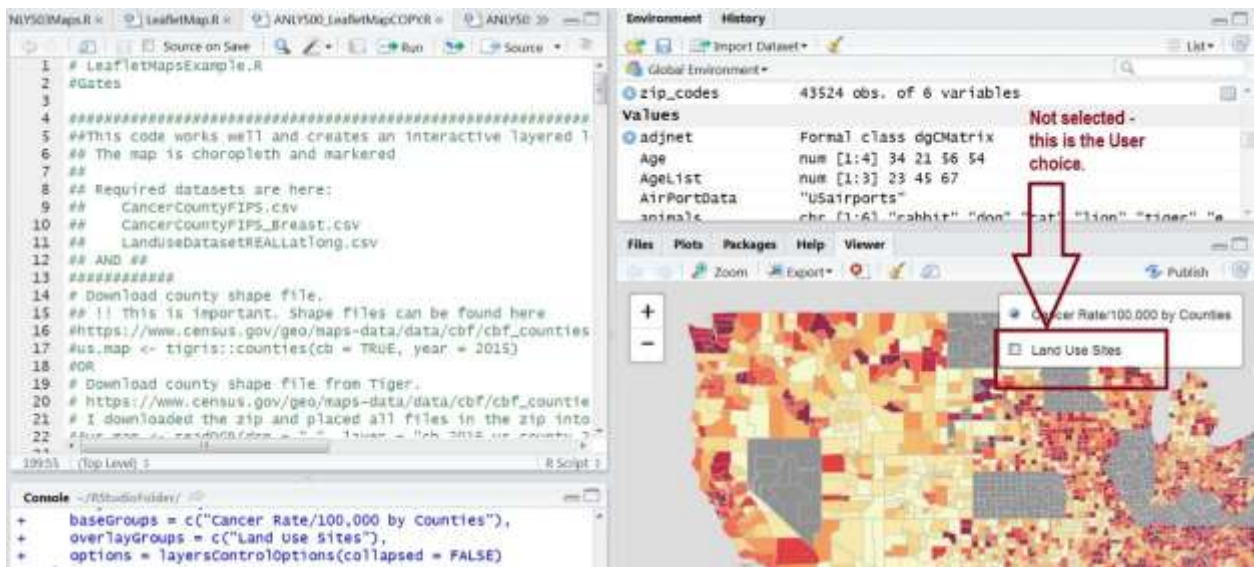 LeafletMap.R
ANLY500_LeafletMapCOPY.R
ANLY50
Source on Save
Run
Source
1 # LeafletMapsExample.R
2 #Gates
3
4 ##############################################################
5 ##This code works well and creates an interactive layered l
6 ## The map is choropleth and markered
7 ##
8 ## Required datasets are here:
9 ## CancerCountyFIPS.csv
10 ## CancerCountyFIPS_Breast.csv
11 ## LandUseDatasetREALLatlong.csv
12 ## AND ##
13 ############
14 # Download county shape file.
15 ## !! This is important. Shape files can be found here
16 #https://www.census.gov/geo/maps-data/data/cbf/cbf_counties
17 #us.map <- tigris::counties(cb = TRUE, year = 2015)
18 #OR
19 # Download county shape file from Tiger.
20 # https://www.census.gov/geo/maps-data/data/cbf/cbf_countie
21 # I downloaded the zip and placed all files in the zip into
22
(Top Level)
R Script
Console ~/RStudioFolder/
+ baseGroups = c("Cancer Rate/100,000 by Counties"),
+ overlayGroups = c("Land Use Sites"),
+ options = layersControlOptions(collapsed = FALSE)
Environment History
Import Dataset
List
Global Environment
zip_codes 43524 obs. of 6 variables
Values
adjnet Formal class dgCMatrix
Age num [1:4] 34 21 56 54
AgeList num [1:3] 23 45 67
AirPortData "USairports"
animals chr [1:6] "rabbit" "dog" "cat" "lion" "tiger" "e
Not selected -
this is the User
choice.
Files Plots Packages Help Viewer
Zoom Export Publish
+
−
Cancer Rate/100,000 by Counties
Land Use Sites